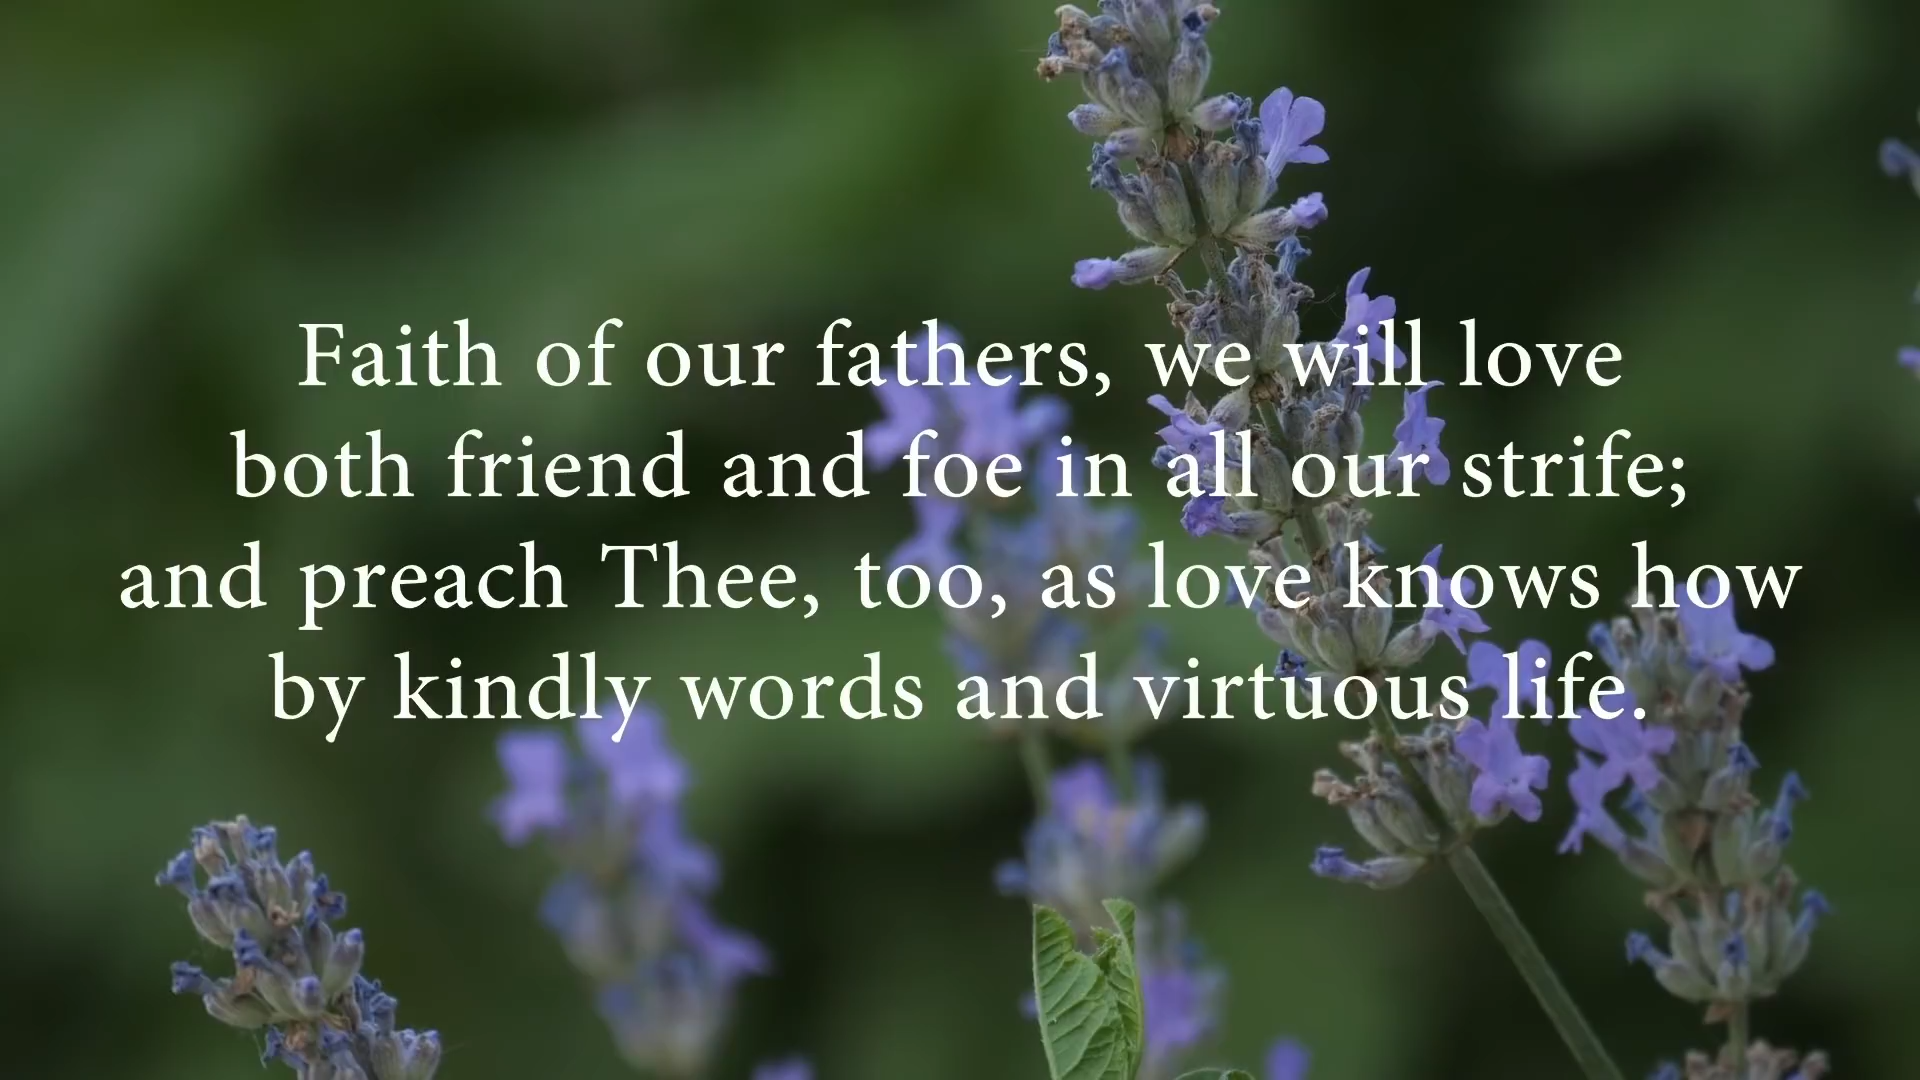 Faith of our fathers, we will love
both friend and foe in all our strife;
and preach Thee, too, as love knows how
by kindly words and virtuous life.